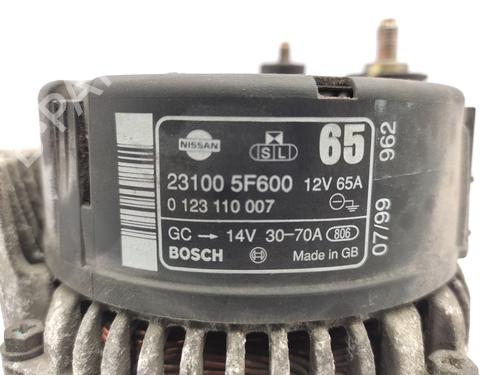 NISSAN
S L
65
23100 5F600 12V 65A
0 123 110 007
GC → 14V 30-70A 806
BOSCH Made in GB
07/99 962
B-PARTS